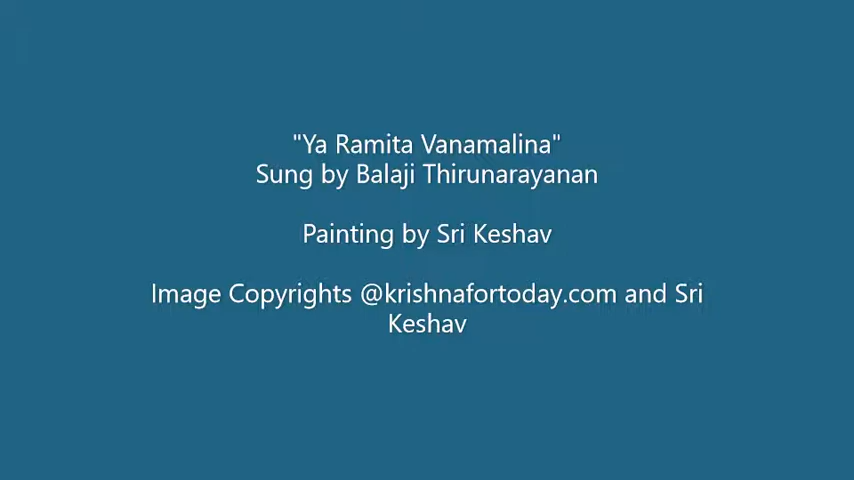 "Ya Ramita Vanamalina"
Sung by Balaji Thirunarayanan
Painting by Sri Keshav
Image Copyrights @krishnafortoday.com and Sri
Keshav